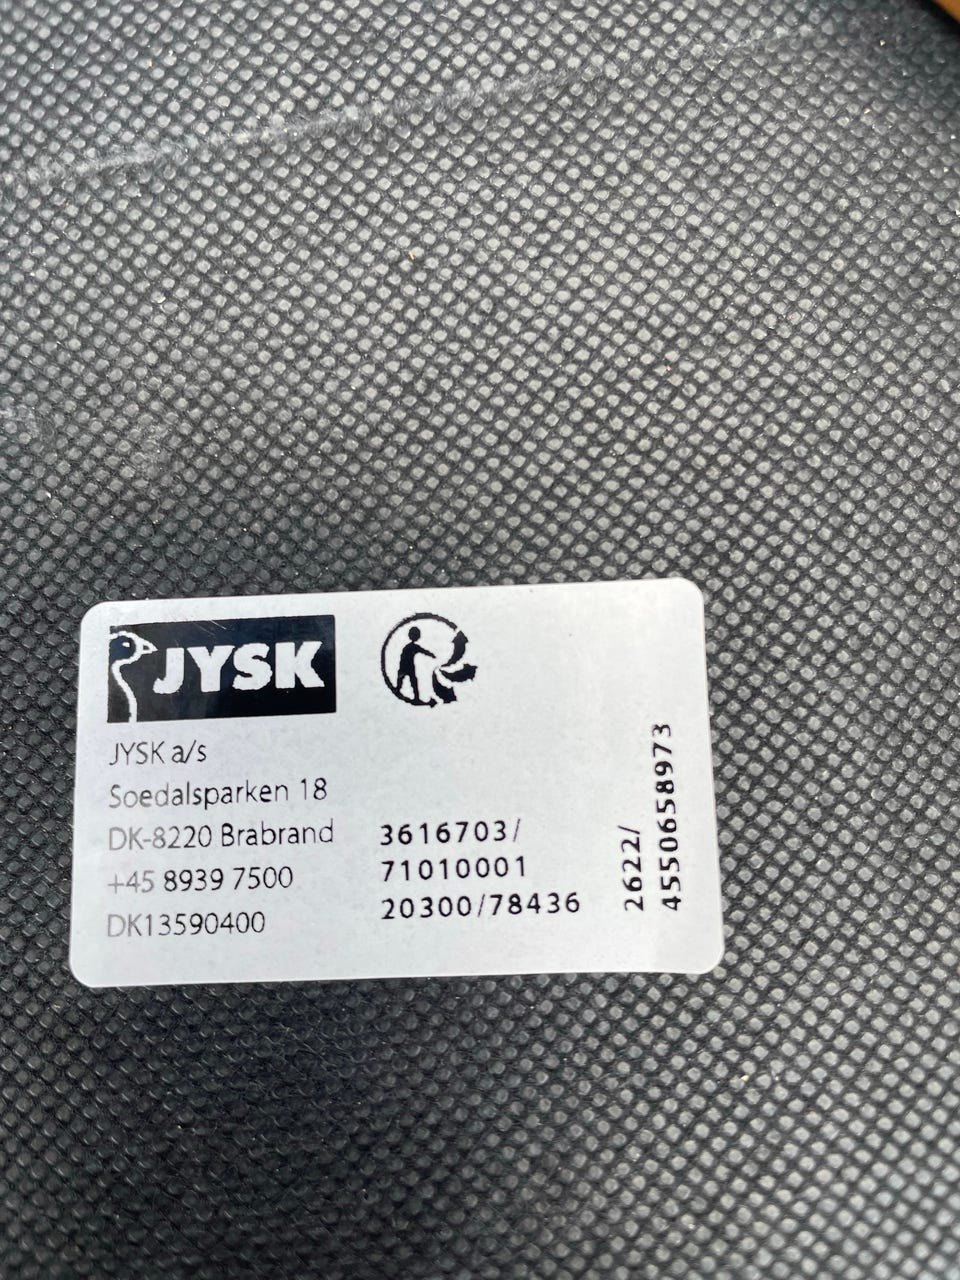 JYSK
JYSK a/s
Soedalsparken 18
DK-8220 Brabrand
+45 8939 7500
DK13590400
3616703/
71010001
20300/78436
2622/
4550658973